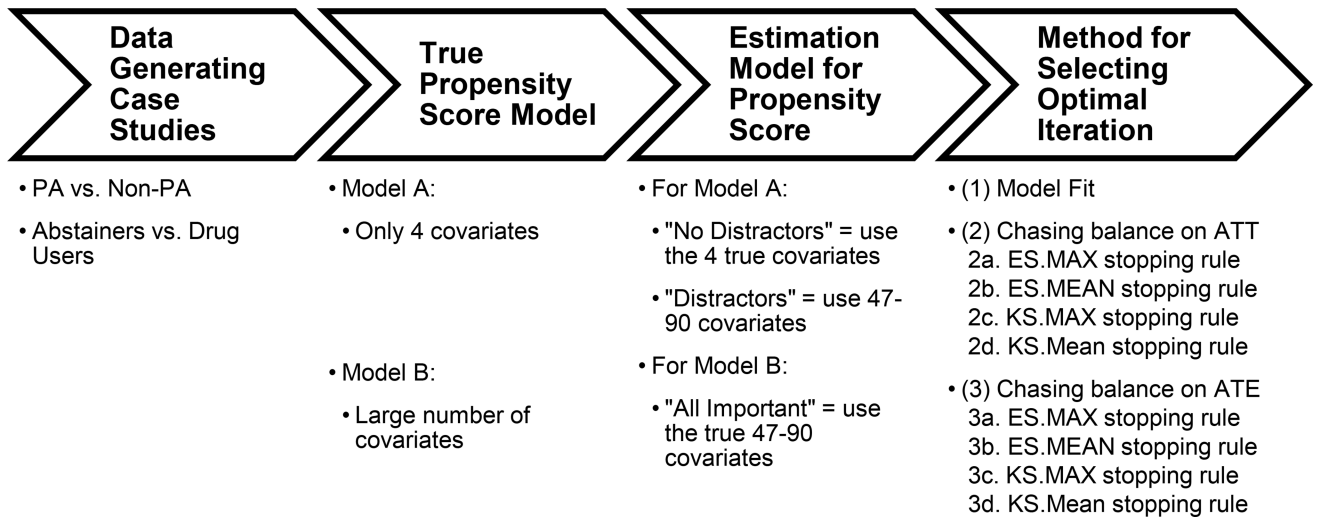 Data
Generating
Case
Studies
• PA vs. Non-PA
• Abstainers vs. Drug
Users
True
Propensity
Score Model
• Model A:
• Only 4 covariates
• Model B:
• Large number of
covariates
Estimation
Model for
Propensity
Score
• For Model A:
• "No Distractors" = use
the 4 true covariates
• "Distractors" = use 47-
90 covariates
• For Model B:
• "All Important" = use
the true 47-90
covariates
Method for
Selecting
Optimal
Iteration
• (1) Model Fit
• (2) Chasing balance on ATT
2a. ES.MAX stopping rule
2b. ES.MEAN stopping rule
2c. KS.MAX stopping rule
2d. KS.Mean stopping rule
• (3) Chasing balance on ATE
3a. ES.MAX stopping rule
3b. ES.MEAN stopping rule
3c. KS.MAX stopping rule
3d. KS.Mean stopping rule